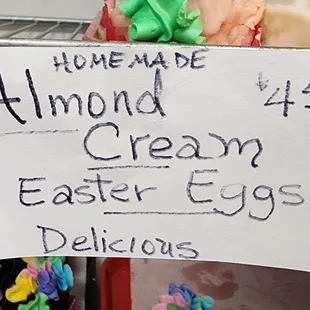 HOMEMADE
Almond $4
Cream
Easter Eggs
Delicious